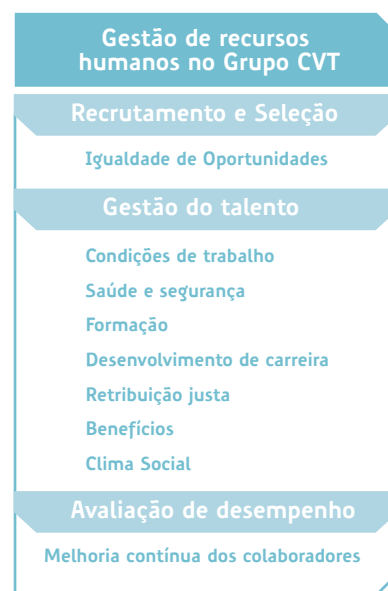 Gestão de recursos
humanos no Grupo CVT
Recrutamento e Seleção
Igualdade de Oportunidades
Gestão do talento
Condições de trabalho
Saúde e segurança
Formação
Desenvolvimento de carreira
Retribuição justa
Benefícios
Clima Social
Avaliação de desempenho
Melhoria contínua dos colaboradores